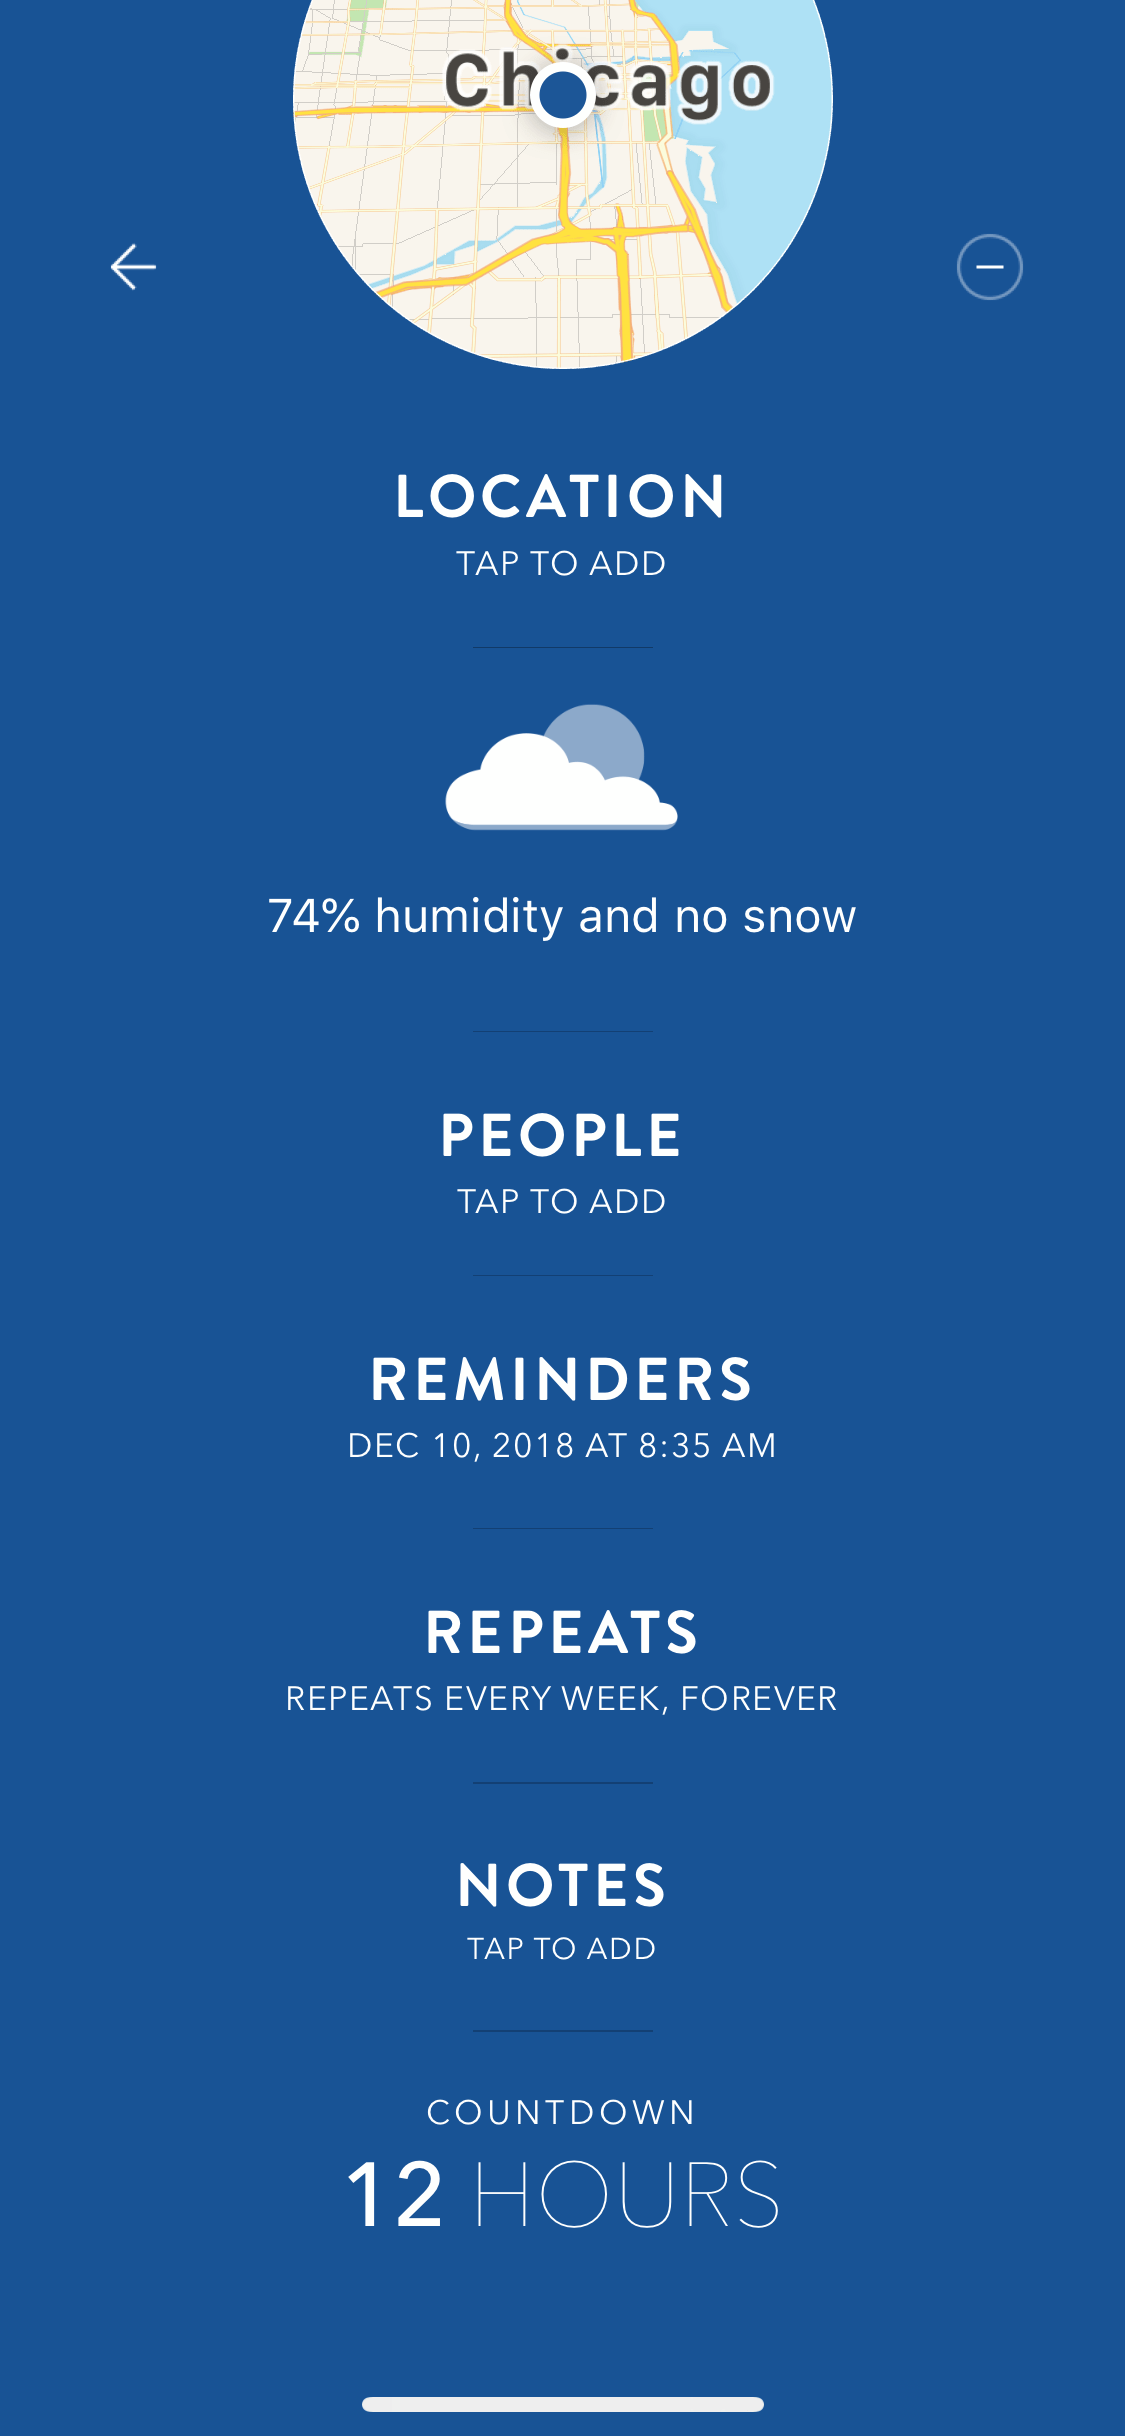 Chicago
LOCATION
TAP TO ADD
74% humidity and no snow
PEOPLE
TAP TO ADD
REMINDERS
DEC 10, 2018 AT 8:35 AM
REPEATS
REPEATS EVERY WEEK, FOREVER
NOTES
TAP TO ADD
COUNTDOWN
12 HOURS